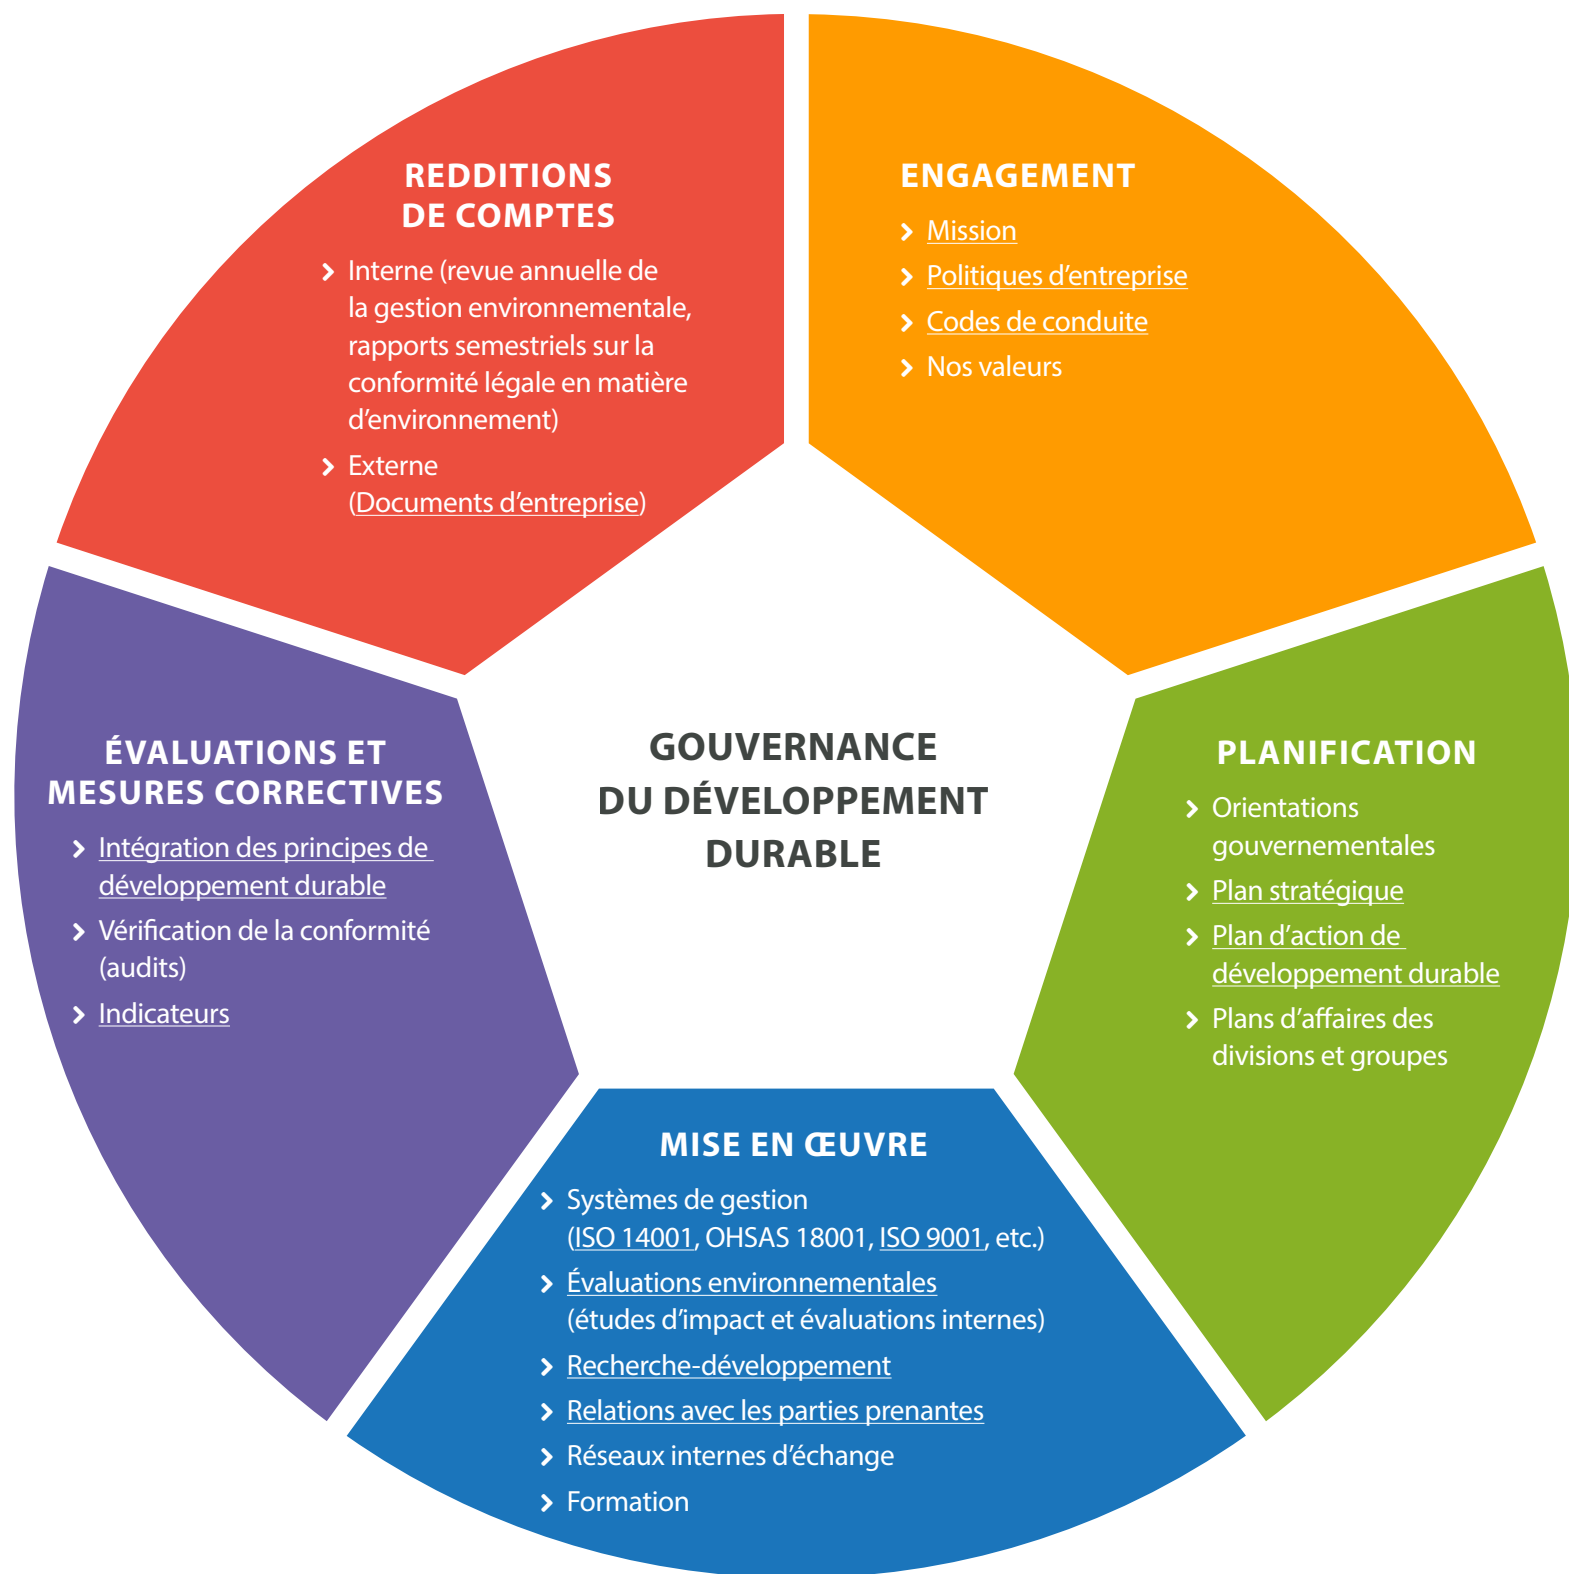 REDDITIONS
DE COMPTES
Interne (revue annuelle de
la gestion environnementale,
rapports semestriels sur la
conformité légale en matière
d’environnement)
Externe
(Documents d’entreprise)
ENGAGEMENT
Mission
Politiques d’entreprise
Codes de conduite
Nos valeurs
GOUVERNANCE
DU DÉVELOPPEMENT
DURABLE
PLANIFICATION
Orientations
gouvernementales
Plan stratégique
Plan d’action de
développement durable
Plans d’affaires des
divisions et groupes
MISE EN ŒUVRE
Systèmes de gestion
(ISO 14001, OHSAS 18001, ISO 9001, etc.)
Évaluations environnementales
(études d’impact et évaluations internes)
Recherche-développement
Relations avec les parties prenantes
Réseaux internes d’échange
Formation
ÉVALUATIONS ET
MESURES CORRECTIVES
Intégration des principes de
développement durable
Vérification de la conformité
(audits)
Indicateurs